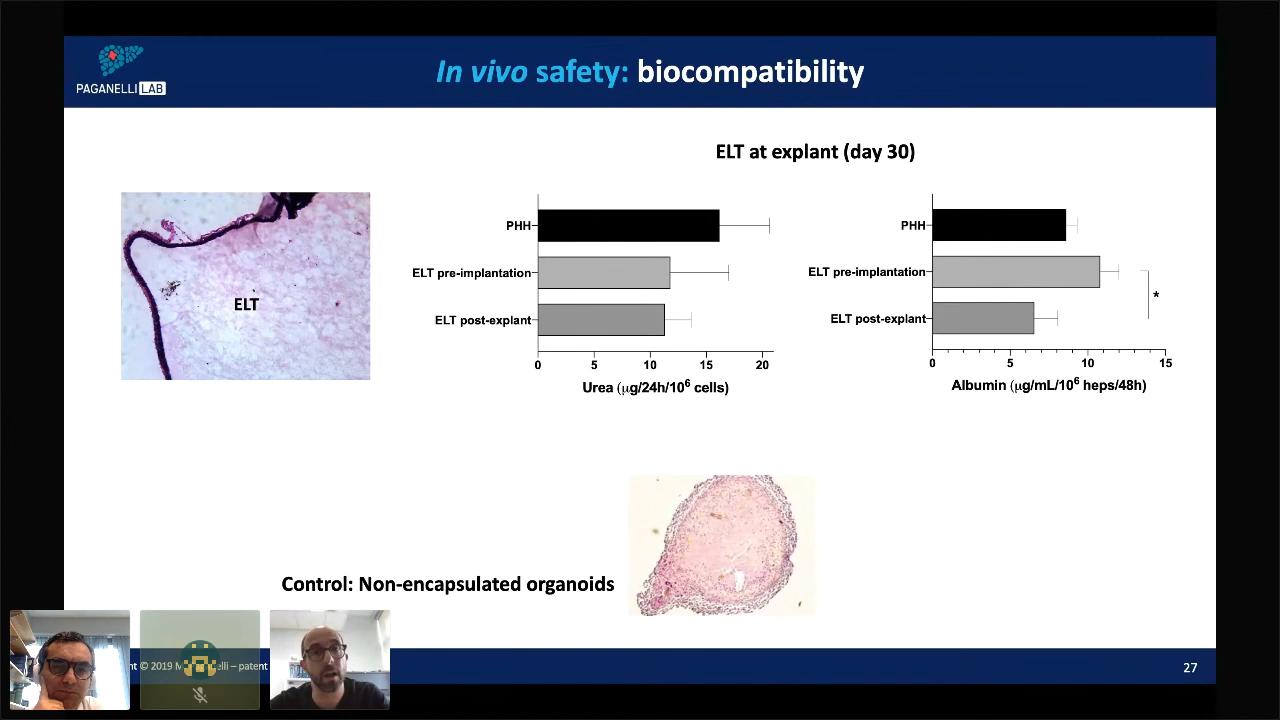 In vivo safety: biocompatibility
PAGANELLI LAB
ELT at explant (day 30)
ELT
PHH
ELT pre-implantation
ELT post-explant
0 5 10 15 20
Urea (μg/24h/10⁶ cells)
PHH
ELT pre-implantation
ELT post-explant
*
0 5 10 15
Albumin (μg/mL/10⁶ heps/48h)
Control: Non-encapsulated organoids
© 2019 – patent
27